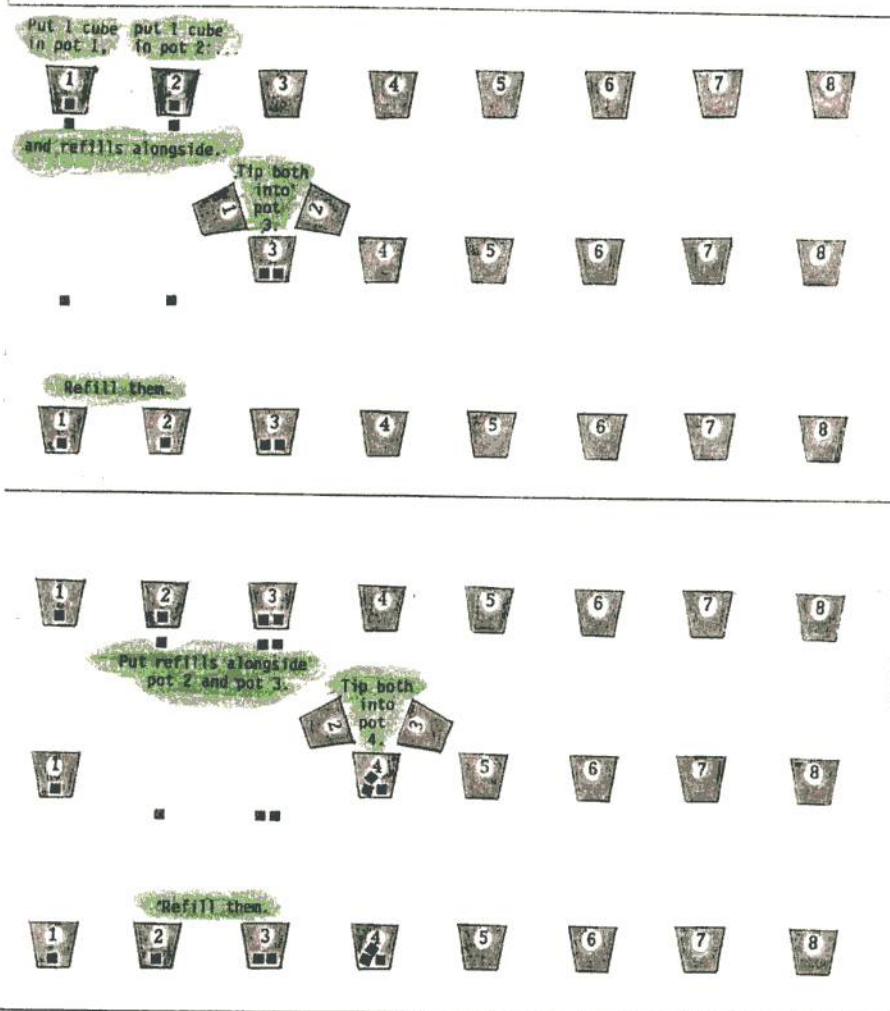 Put 1 cube
in pot 1,
put 1 cube
in pot 2:...
1 2 3 4 5 6 7 8
and refills alongside.
Tip both
into
pot
3.
1 2
3 4 5 6 7 8
Refill them.
1 2 3 4 5 6 7 8
1 2 3 4 5 6 7 8
Put refills alongside
pot 2 and pot 3.
Tip both
into
pot
4.
2 3
1 4 5 6 7 8
Refill them.
1 2 3 4 5 6 7 8